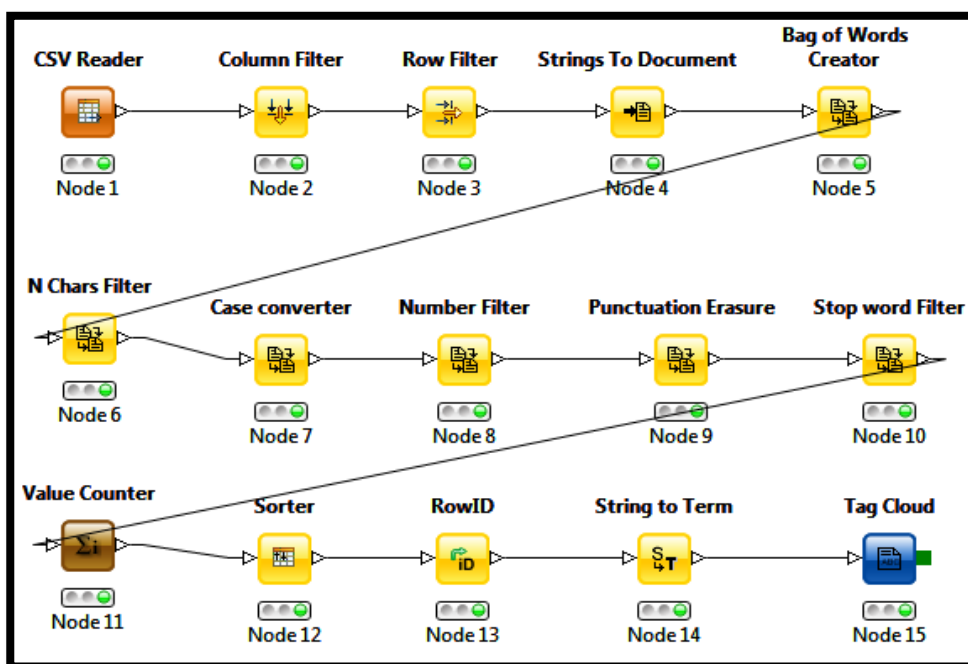 CSV Reader
Column Filter
Row Filter
Strings To Document
Bag of Words
Creator
Node 1
Node 2
Node 3
Node 4
Node 5
N Chars Filter
Case converter
Number Filter
Punctuation Erasure
Stop word Filter
Node 6
Node 7
Node 8
Node 9
Node 10
Value Counter
Sorter
RowID
String to Term
Tag Cloud
Σi
iD
S
T
ABC
Node 11
Node 12
Node 13
Node 14
Node 15